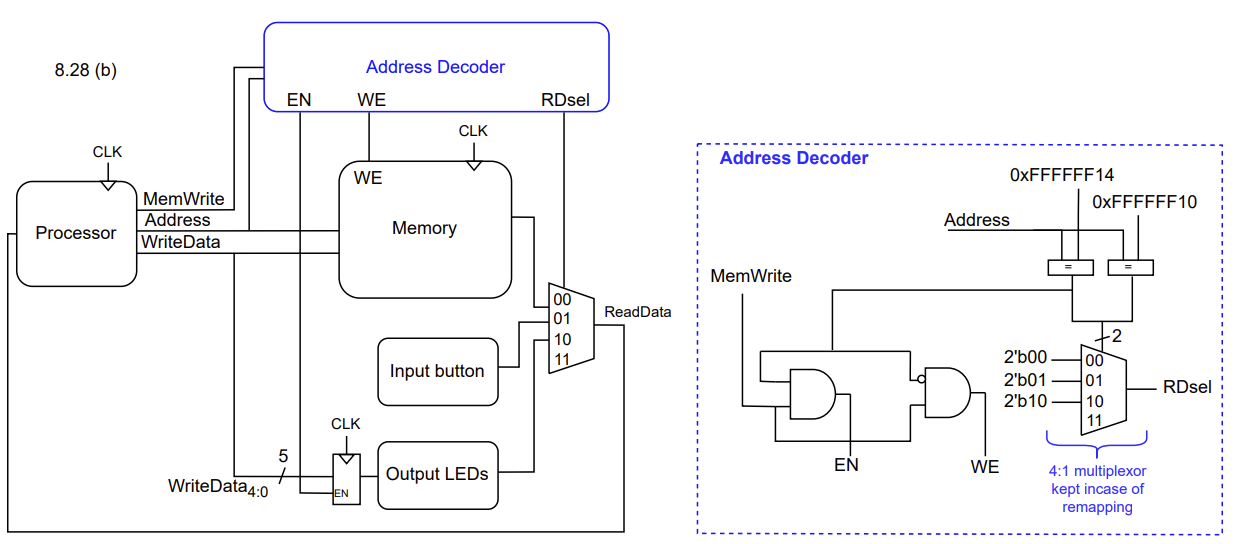 8.28 (b)
Address Decoder
EN
WE
RDsel
CLK
CLK
WE
Processor
MemWrite
Address
WriteData
Memory
00
01
10
11
ReadData
Input button
CLK
5
WriteData4:0
EN
Output LEDs
Address Decoder
0xFFFFFF14
0xFFFFFF10
Address
=
=
MemWrite
2
2'b00
00
2'b01
01
2'b10
10
11
RDsel
EN
WE
4:1 multiplexor
kept incase of
remapping